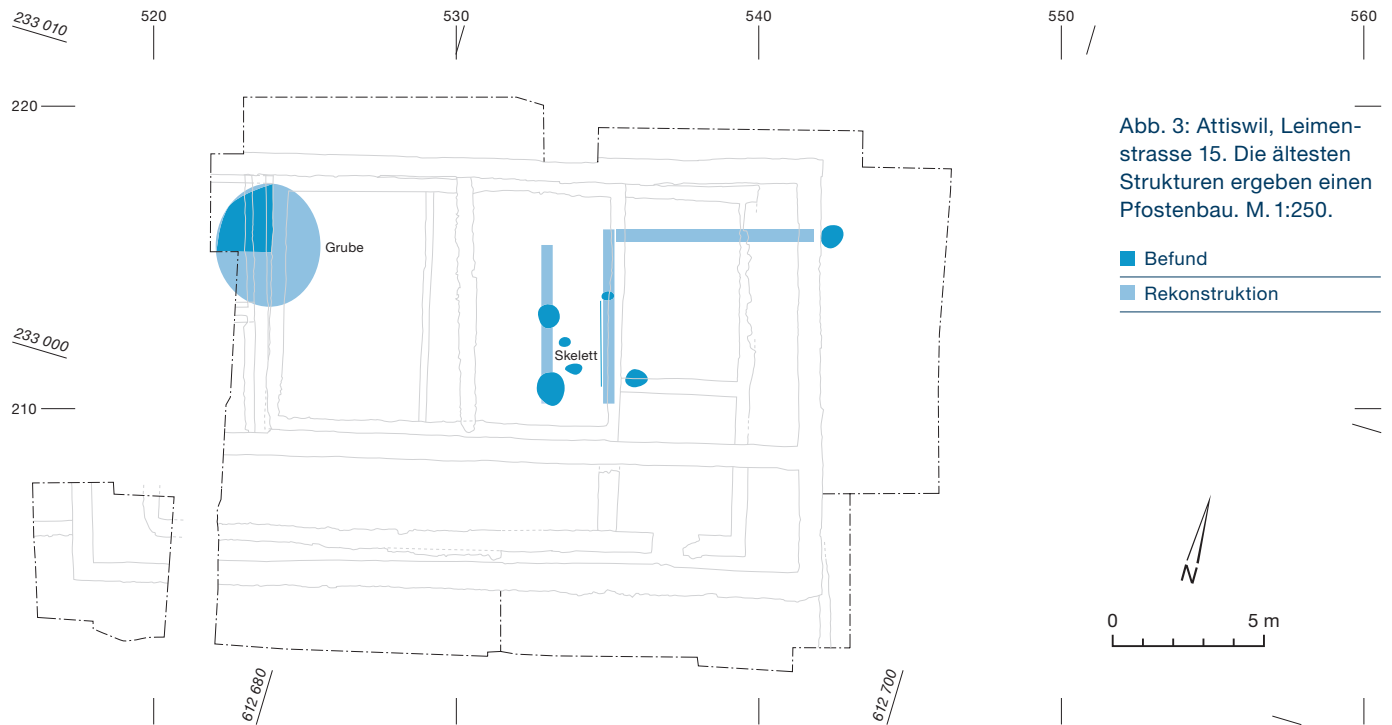 233 010
520
530
540
550
560
220
Abb. 3: Attiswil, Leimen-
strasse 15. Die ältesten
Strukturen ergeben einen
Pfostenbau. M. 1:250.
Grube
Befund
Rekonstruktion
233 000
Skelett
210
N
0 5 m
612 680
612 700